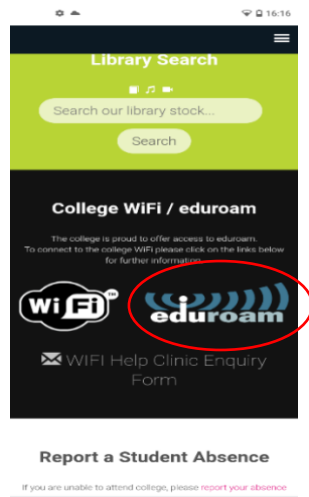 16:16
Library Search
Search our library stock...
Search
College WiFi / eduroam
The college is proud to offer access to eduroam.
To connect to the college WiFi please click on the links below
for further information.
WiFi™
eduroam
WIFI Help Clinic Enquiry
Form
Report a Student Absence
If you are unable to attend college, please report your absence